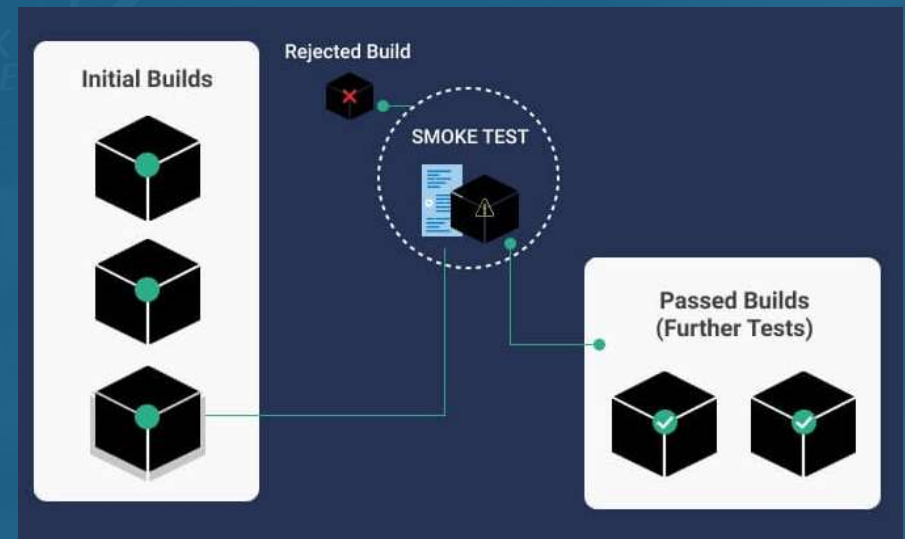 Initial Builds
Rejected Build
SMOKE TEST
Passed Builds
(Further Tests)